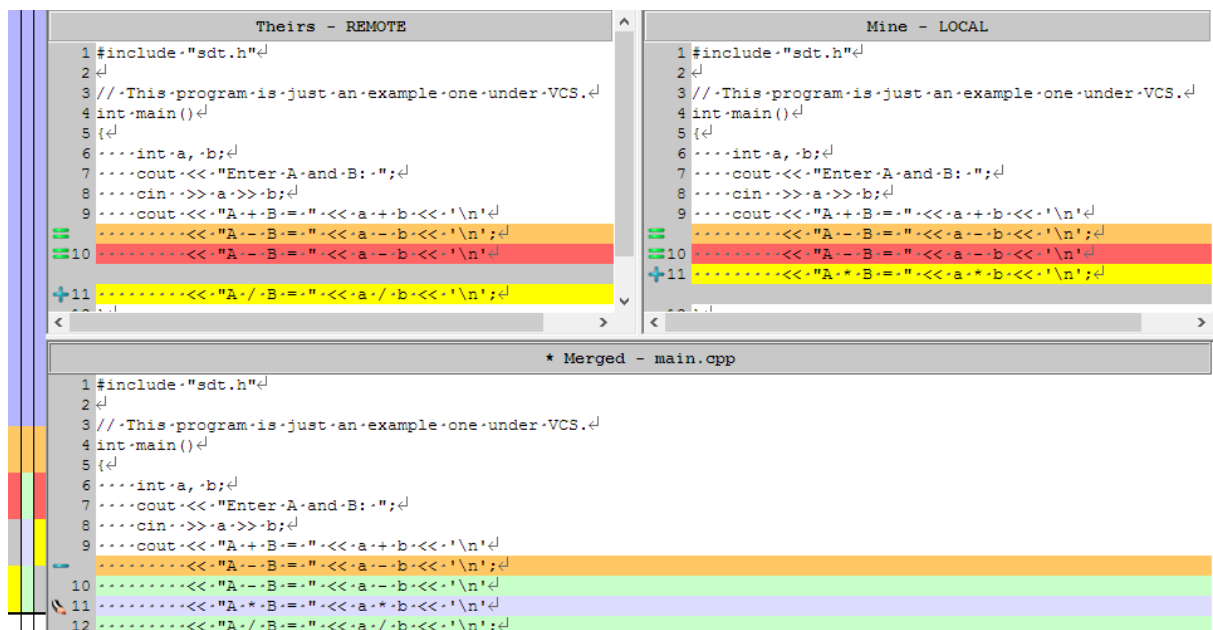 Theirs - REMOTE
1 #include·"sdt.h"↵
2 ↵
3 //·This·program·is·just·an·example·one·under·VCS.↵
4 int·main()↵
5 {↵
6 ····int·a,·b;↵
7 ····cout·<<·"Enter·A·and·B:·";↵
8 ····cin··>>·a·>>·b;↵
9 ····cout·<<·"A·+·B·=·"·<<·a·+·b·<<·'\n'↵
·········<<·"A·-·B·=·"·<<·a·-·b·<<·'\n';↵
10 ·········<<·"A·-·B·=·"·<<·a·-·b·<<·'\n'↵
11 ·········<<·"A·/·B·=·"·<<·a·/·b·<<·'\n';↵
Mine - LOCAL
1 #include·"sdt.h"↵
2 ↵
3 //·This·program·is·just·an·example·one·under·VCS.↵
4 int·main()↵
5 {↵
6 ····int·a,·b;↵
7 ····cout·<<·"Enter·A·and·B:·";↵
8 ····cin··>>·a·>>·b;↵
9 ····cout·<<·"A·+·B·=·"·<<·a·+·b·<<·'\n'↵
·········<<·"A·-·B·=·"·<<·a·-·b·<<·'\n';↵
10 ·········<<·"A·-·B·=·"·<<·a·-·b·<<·'\n'↵
11 ·········<<·"A·*·B·=·"·<<·a·*·b·<<·'\n';↵
* Merged - main.cpp
1 #include·"sdt.h"↵
2 ↵
3 //·This·program·is·just·an·example·one·under·VCS.↵
4 int·main()↵
5 {↵
6 ····int·a,·b;↵
7 ····cout·<<·"Enter·A·and·B:·";↵
8 ····cin··>>·a·>>·b;↵
9 ····cout·<<·"A·+·B·=·"·<<·a·+·b·<<·'\n'↵
·········<<·"A·-·B·=·"·<<·a·-·b·<<·'\n';↵
10 ·········<<·"A·-·B·=·"·<<·a·-·b·<<·'\n'↵
11 ·········<<·"A·*·B·=·"·<<·a·*·b·<<·'\n'↵
12 ·········<<·"A·/·B·=·"·<<·a·/·b·<<·'\n';↵